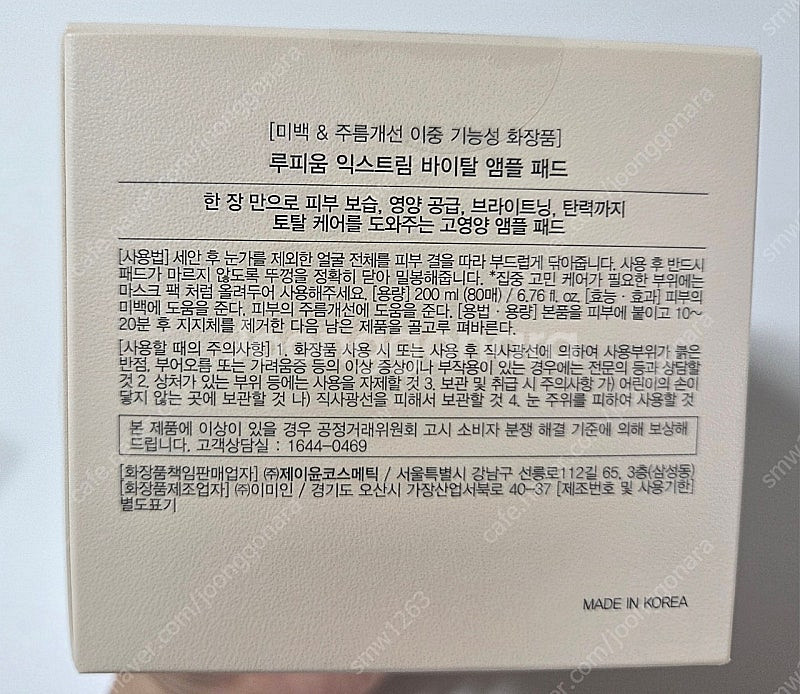 [미백 & 주름개선 이중 기능성 화장품]
루피움 익스트림 바이탈 앰플 패드
한 장 만으로 피부 보습, 영양 공급, 브라이트닝, 탄력까지
토탈 케어를 도와주는 고영양 앰플 패드
[사용법] 세안 후 눈가를 제외한 얼굴 전체를 피부 결을 따라 부드럽게 닦아줍니다. 사용 후 반드시
패드가 마르지 않도록 뚜껑을 정확히 닫아 밀봉해줍니다. *집중 고민 케어가 필요한 부위에는
마스크 팩 처럼 올려두어 사용해주세요. [용량] 200 ml (80매) / 6.76 fl. oz. [효능 · 효과] 피부의
미백에 도움을 준다. 피부의 주름개선에 도움을 준다. [용법 · 용량] 본품을 피부에 붙이고 10~
20분 후 지지체를 제거한 다음 남은 제품을 골고루 펴바른다.
[사용할 때의 주의사항] 1. 화장품 사용 시 또는 사용 후 직사광선에 의하여 사용부위가 붉은
반점, 부어오름 또는 가려움증 등의 이상 증상이나 부작용이 있는 경우에는 전문의 등과 상담할
것 2. 상처가 있는 부위 등에는 사용을 자제할 것 3. 보관 및 취급 시 주의사항 가) 어린이의 손이
닿지 않는 곳에 보관할 것 나) 직사광선을 피해서 보관할 것 4. 눈 주위를 피하여 사용할 것
본 제품에 이상이 있을 경우 공정거래위원회 고시 소비자 분쟁 해결 기준에 의해 보상해
드립니다. 고객상담실 : 1644-0469
[화장품책임판매업자] ㈜제이윤코스메틱 / 서울특별시 강남구 선릉로112길 65, 3층(삼성동)
[화장품제조업자] ㈜이미인 / 경기도 오산시 가장산업서북로 40-37 [제조번호 및 사용기한]
별도표기
MADE IN KOREA
smw1263